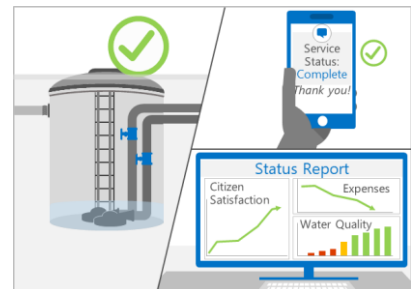 Service
Status:
Complete
Thank you!
Status Report
Citizen
Satisfaction
Expenses
Water Quality